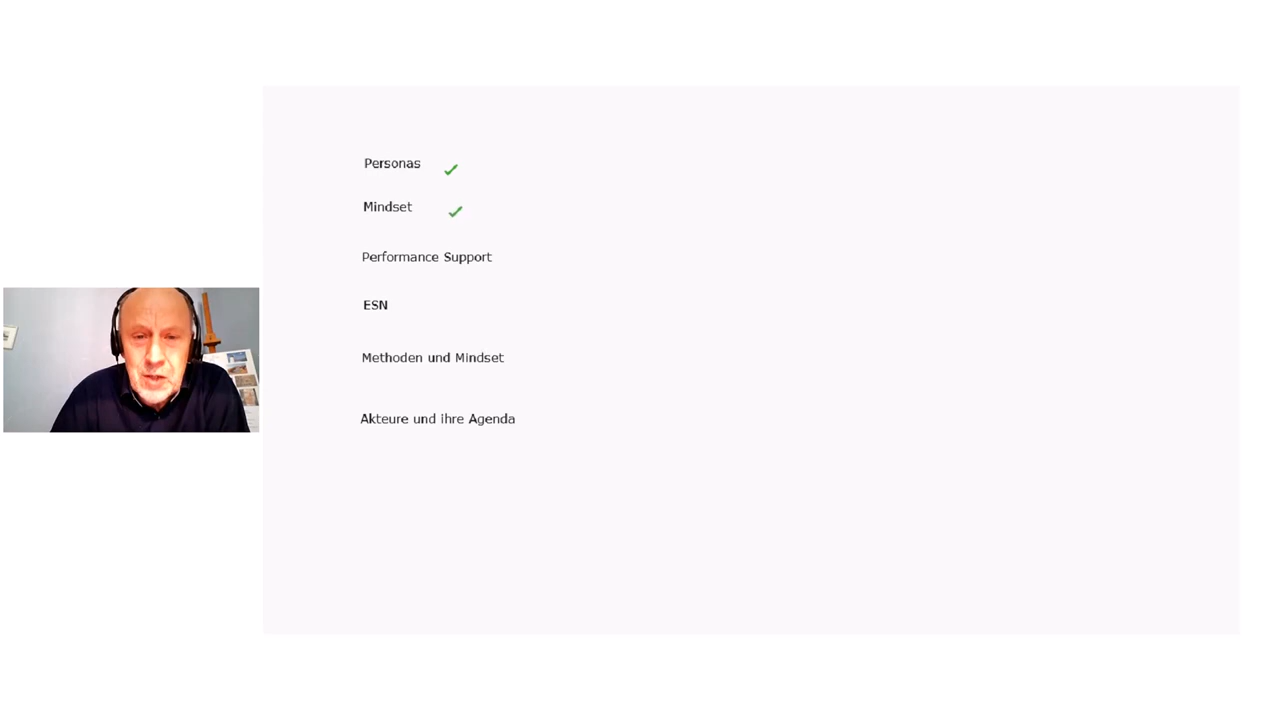 Personas
Mindset
Performance Support
ESN
Methoden und Mindset
Akteure und ihre Agenda